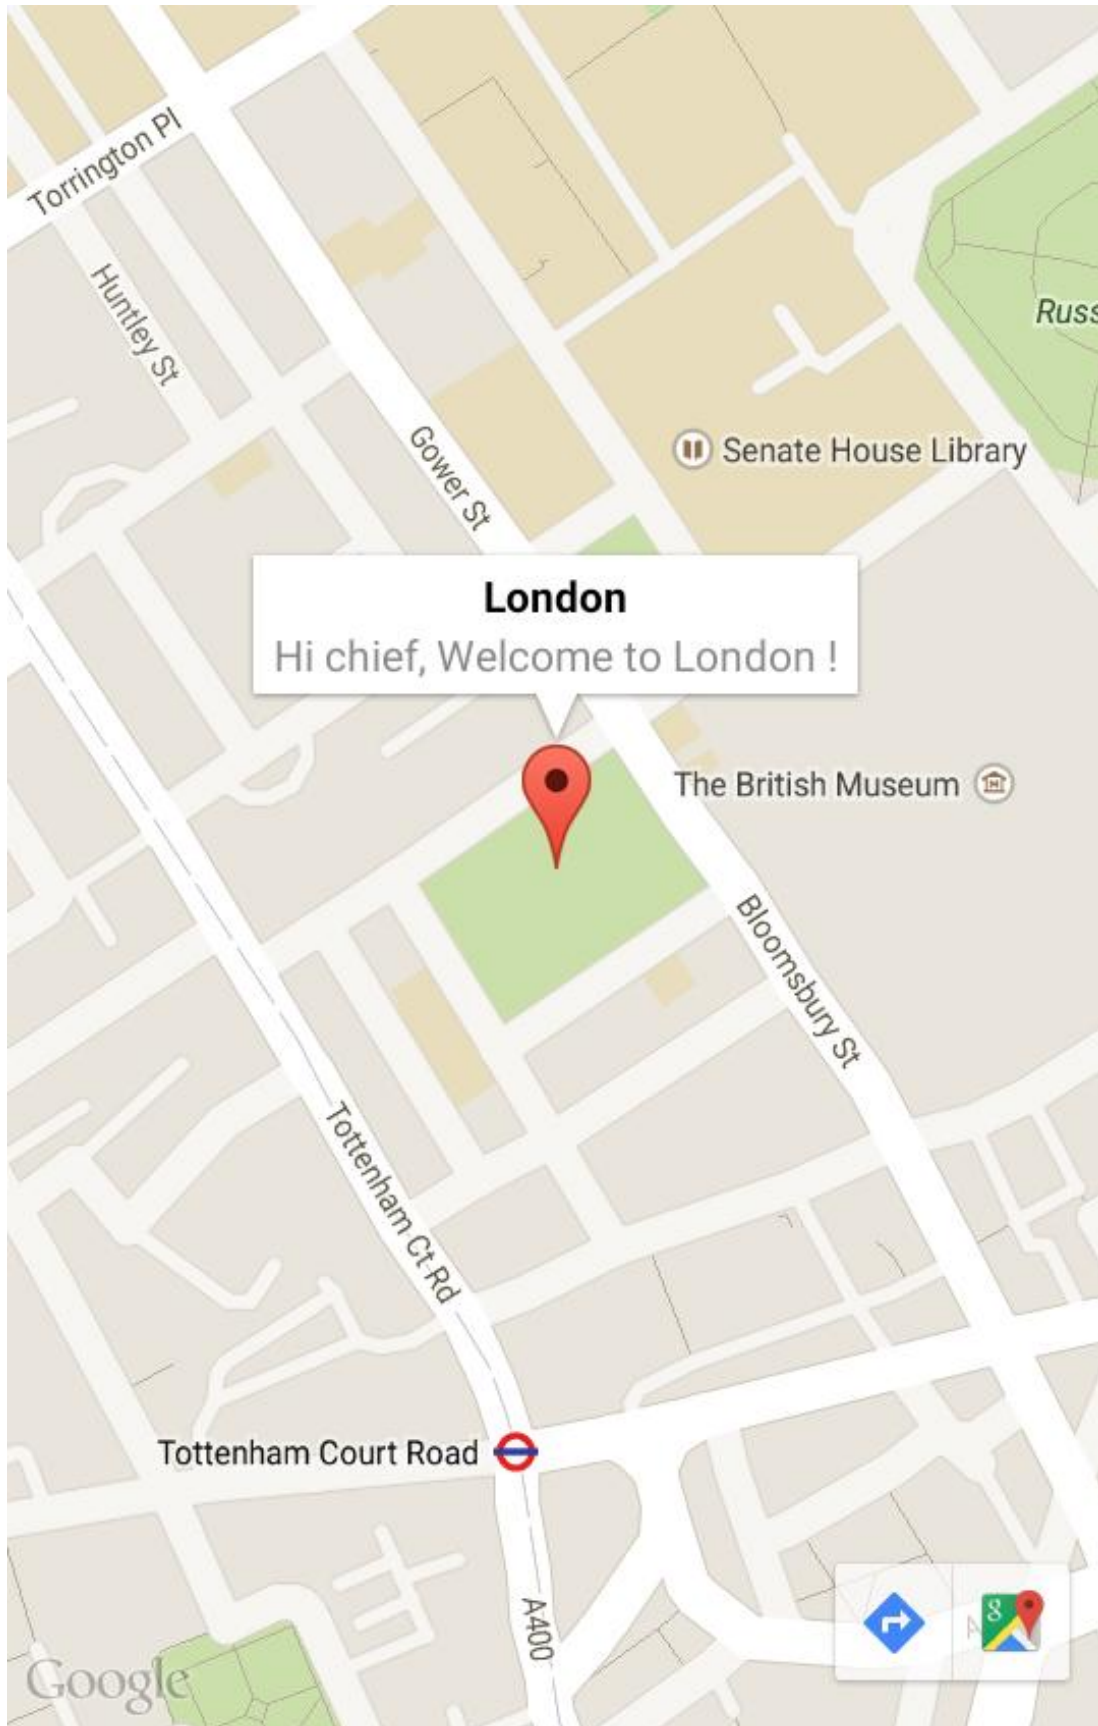 Torrington Pl
Huntley St
Russ
Gower St
Senate House Library
London
Hi chief, Welcome to London !
The British Museum
Bloomsbury St
Tottenham Ct Rd
Tottenham Court Road
A400
8
A
Google